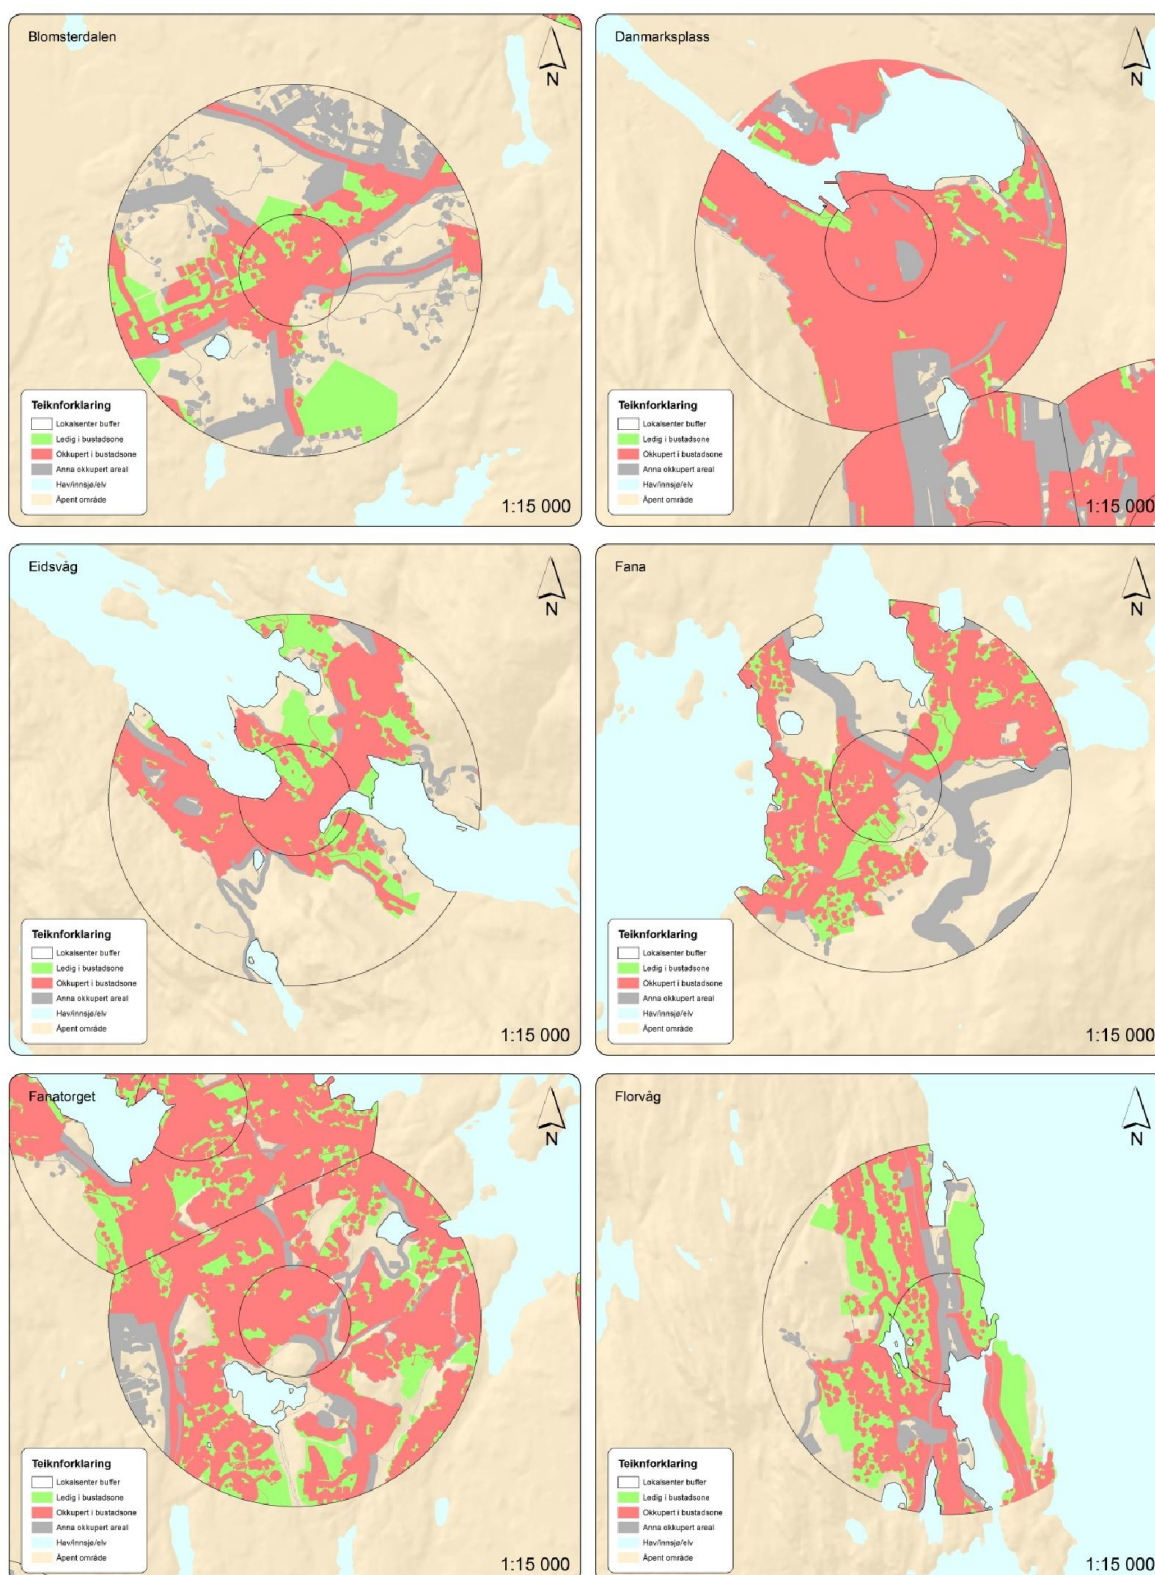 Blomsterdalen
N
Teiknforklaring
Lokalsenter buffer
Ledig i bustadsone
Okkupert i bustadsone
Anna okkupert areal
Hav/innsjø/elv
Åpent område
1:15 000
Danmarksplass
N
Teiknforklaring
Lokalsenter buffer
Ledig i bustadsone
Okkupert i bustadsone
Anna okkupert areal
Hav/innsjø/elv
Åpent område
1:15 000
Eidsvåg
N
Teiknforklaring
Lokalsenter buffer
Ledig i bustadsone
Okkupert i bustadsone
Anna okkupert areal
Hav/innsjø/elv
Åpent område
1:15 000
Fana
N
Teiknforklaring
Lokalsenter buffer
Ledig i bustadsone
Okkupert i bustadsone
Anna okkupert areal
Hav/innsjø/elv
Åpent område
1:15 000
Fanatorget
N
Teiknforklaring
Lokalsenter buffer
Ledig i bustadsone
Okkupert i bustadsone
Anna okkupert areal
Hav/innsjø/elv
Åpent område
1:15 000
Florvåg
N
Teiknforklaring
Lokalsenter buffer
Ledig i bustadsone
Okkupert i bustadsone
Anna okkupert areal
Hav/innsjø/elv
Åpent område
1:15 000